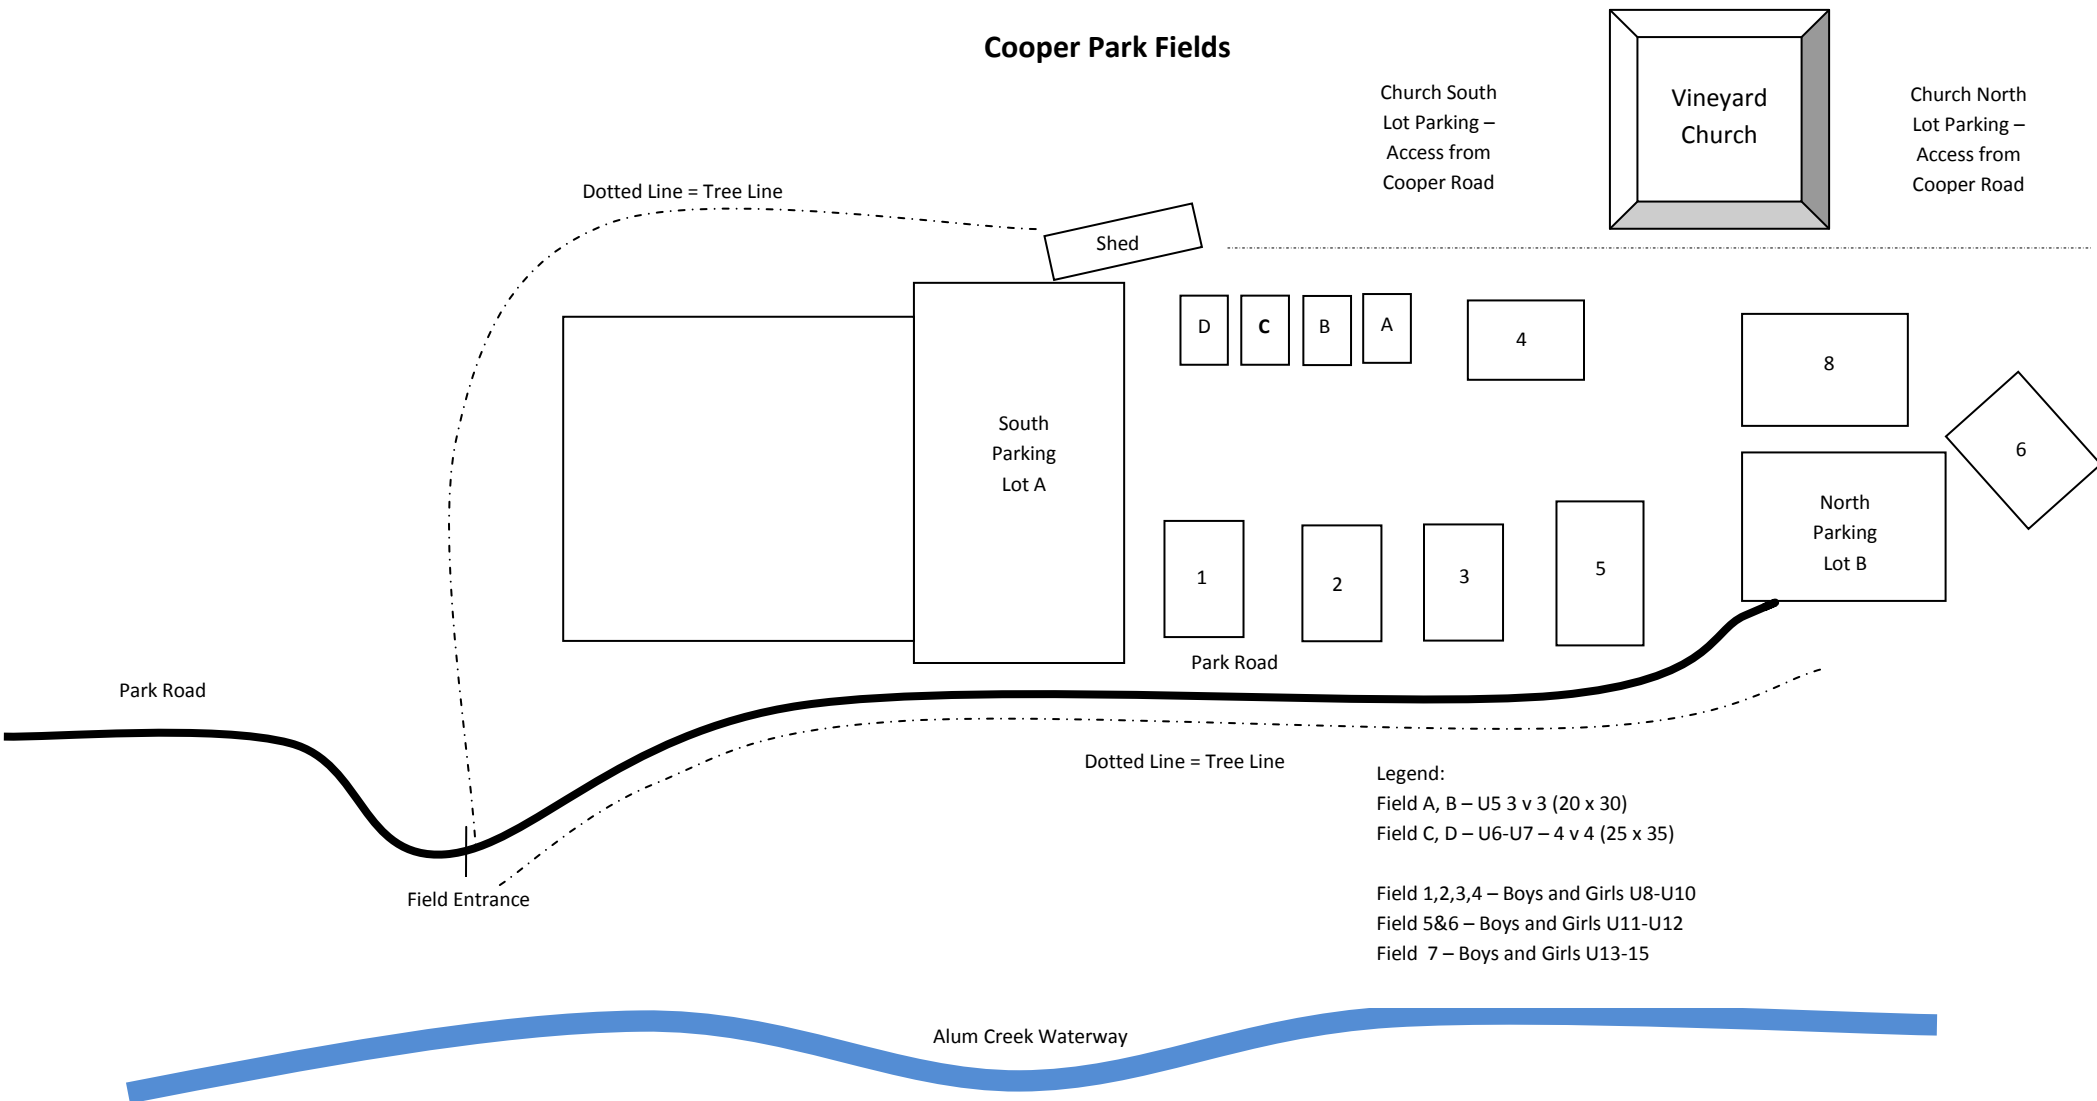 Cooper Park Fields
Church South
Lot Parking –
Access from
Cooper Road
Vineyard
Church
Church North
Lot Parking –
Access from
Cooper Road
Dotted Line = Tree Line
Shed
D
C
B
A
4
8
6
South
Parking
Lot A
North
Parking
Lot B
1
2
3
5
Park Road
Park Road
Dotted Line = Tree Line
Field Entrance
Legend:
Field A, B – U5 3 v 3 (20 x 30)
Field C, D – U6-U7 – 4 v 4 (25 x 35)
Field 1,2,3,4 – Boys and Girls U8-U10
Field 5&6 – Boys and Girls U11-U12
Field  7 – Boys and Girls U13-15
Alum Creek Waterway